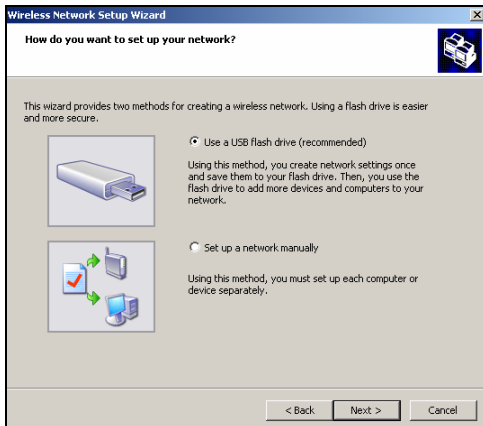 Wireless Network Setup Wizard
How do you want to set up your network?
This wizard provides two methods for creating a wireless network. Using a flash drive is easier
and more secure.
Use a USB flash drive (recommended)
Using this method, you create network settings once
and save them to your flash drive. Then, you use the
flash drive to add more devices and computers to your
network.
Set up a network manually
Using this method, you must set up each computer or
device separately.
< Back Next > Cancel